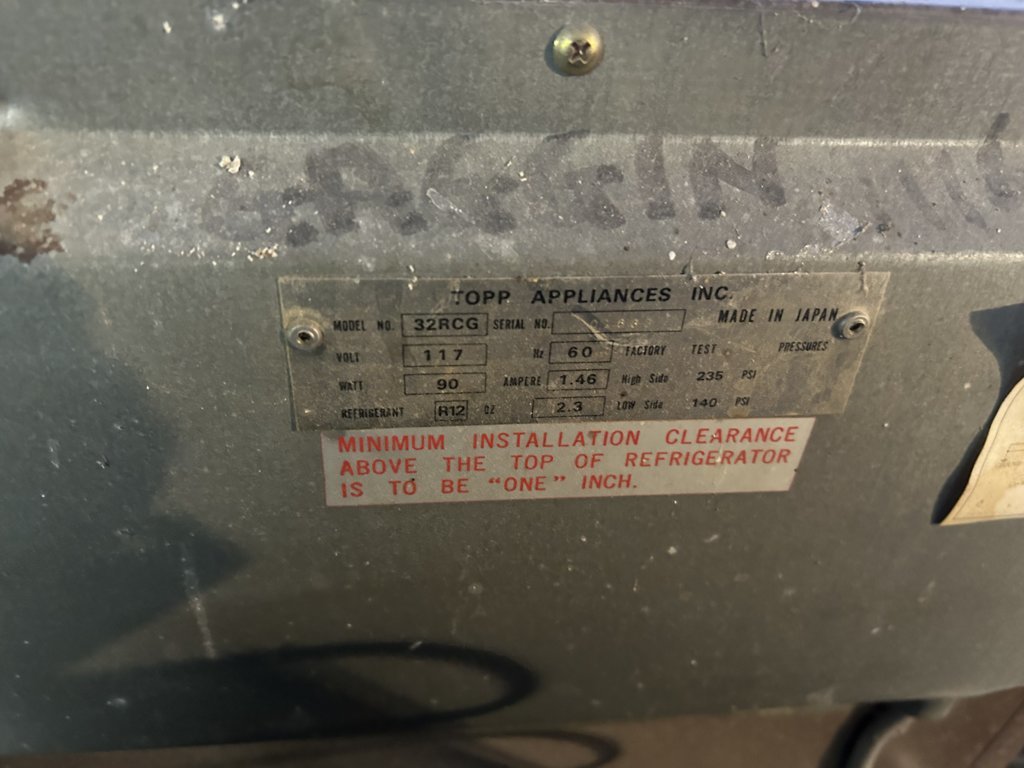 TOPP APPLIANCES INC.
MODEL NO. 32RCG SERIAL NO. MADE IN JAPAN
VOLT 117 Hz 60 FACTORY TEST PRESSURES
WATT 90 AMPERE 1.46 High Side 235 PSI
REFRIGERANT R12 OZ 2.3 LOW Side 140 PSI
MINIMUM INSTALLATION CLEARANCE
ABOVE THE TOP OF REFRIGERATOR
IS TO BE “ONE” INCH.